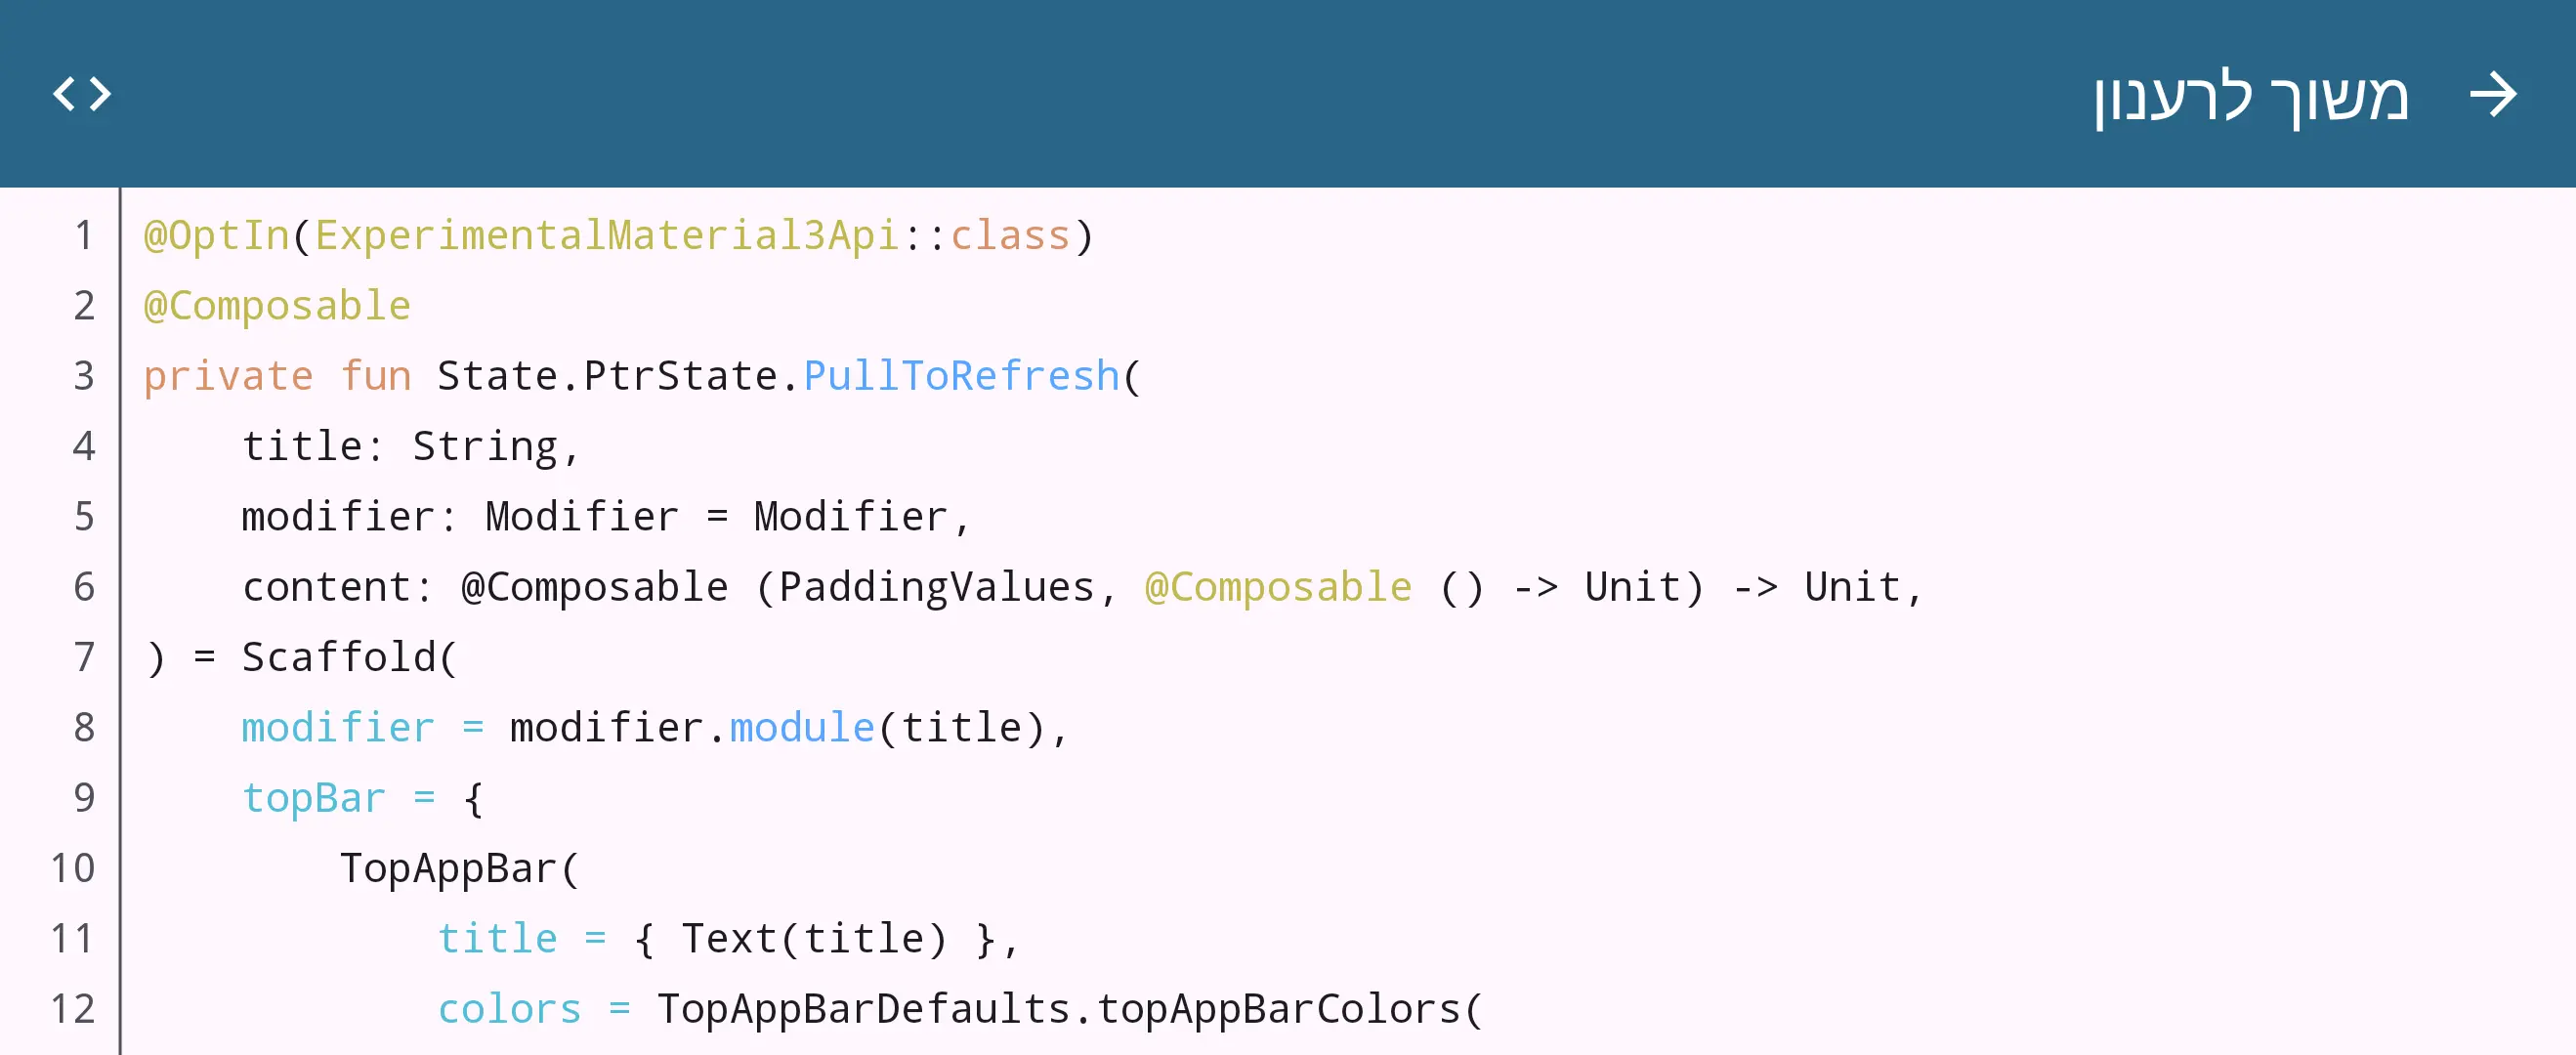 משוך לרענון
1 @OptIn(ExperimentalMaterial3Api::class)
2 @Composable
3 private fun State.PtrState.PullToRefresh(
4     title: String,
5     modifier: Modifier = Modifier,
6     content: @Composable (PaddingValues, @Composable () -> Unit) -> Unit,
7 ) = Scaffold(
8     modifier = modifier.module(title),
9     topBar = {
10         TopAppBar(
11             title = { Text(title) },
12             colors = TopAppBarDefaults.topAppBarColors(